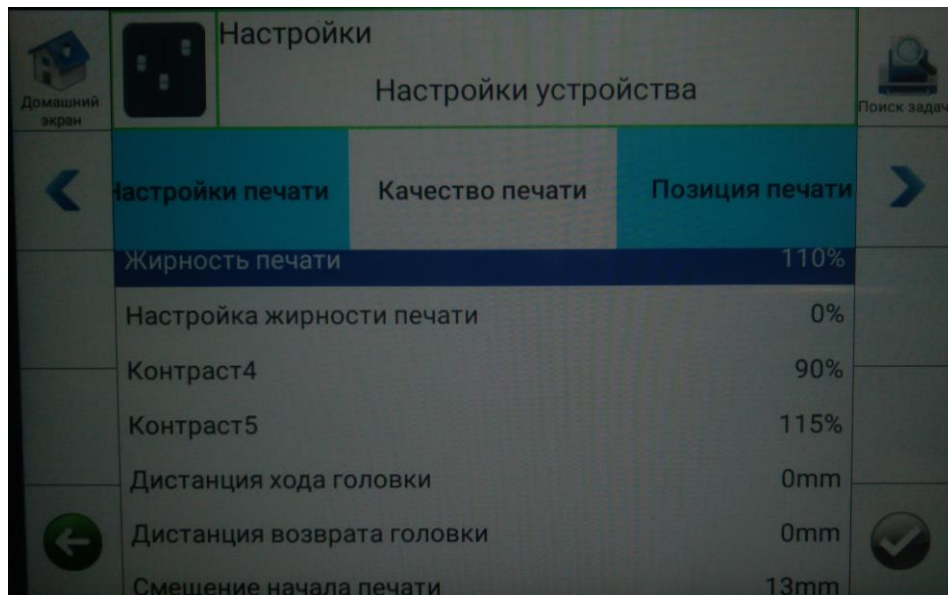 Настройки
Настройки устройства
Домашний
экран
Поиск задач
Настройки печати
Качество печати
Позиция печати
Жирность печати 110%
Настройка жирности печати 0%
Контраст4 90%
Контраст5 115%
Дистанция хода головки 0mm
Дистанция возврата головки 0mm
Смещение начала печати 13mm